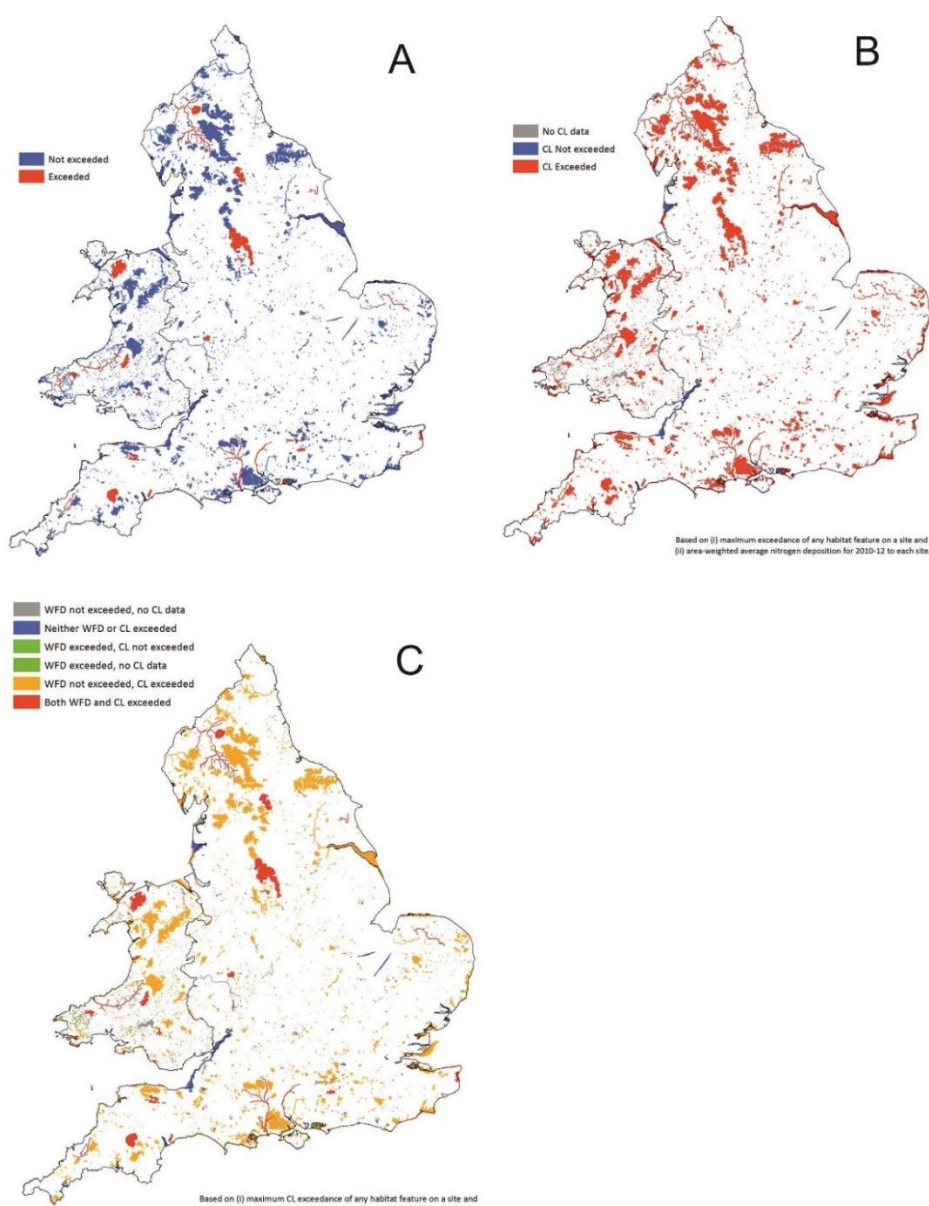 A
Not exceeded
Exceeded
B
No CL data
CL Not exceeded
CL Exceeded
Based on (i) maximum exceedance of any habitat feature on a site and
(ii) area-weighted average nitrogen deposition for 2010-12 to each site
C
WFD not exceeded, no CL data
Neither WFD or CL exceeded
WFD exceeded, CL not exceeded
WFD exceeded, no CL data
WFD not exceeded, CL exceeded
Both WFD and CL exceeded
Based on (i) maximum CL exceedance of any habitat feature on a site and